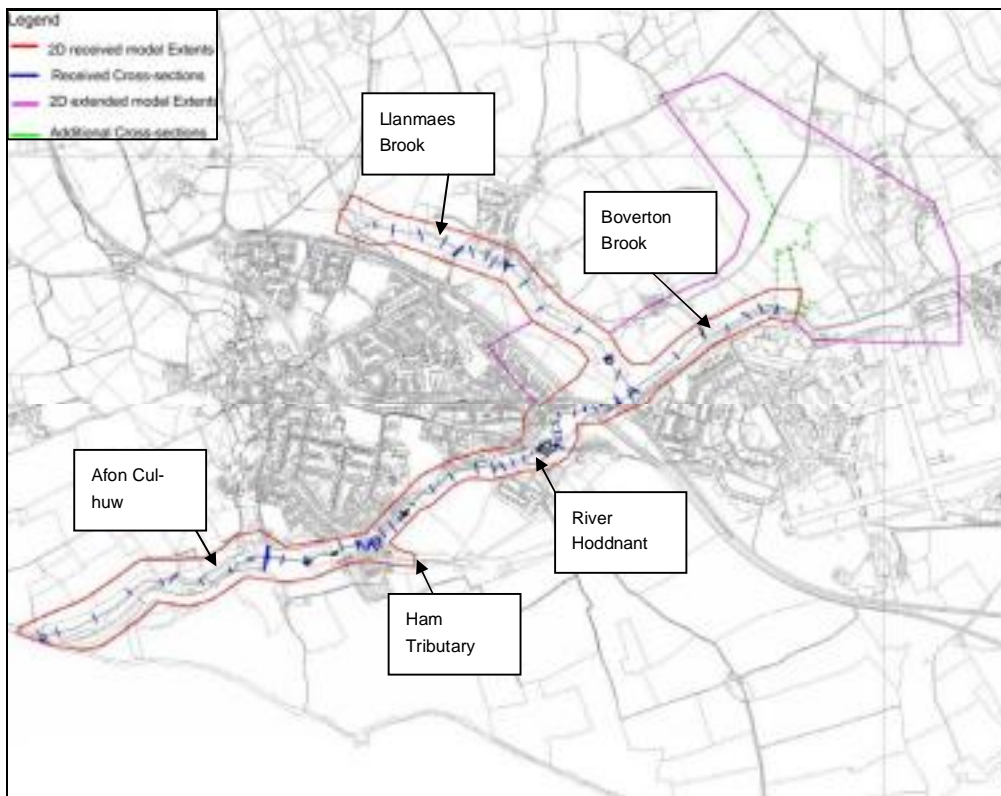 Legend
2D received model Extents
Received Cross-sections
2D extended model Extents
Additional Cross-sections
Llanmaes
Brook
Boverton
Brook
Afon Cul-
huw
River
Hoddnant
Ham
Tributary